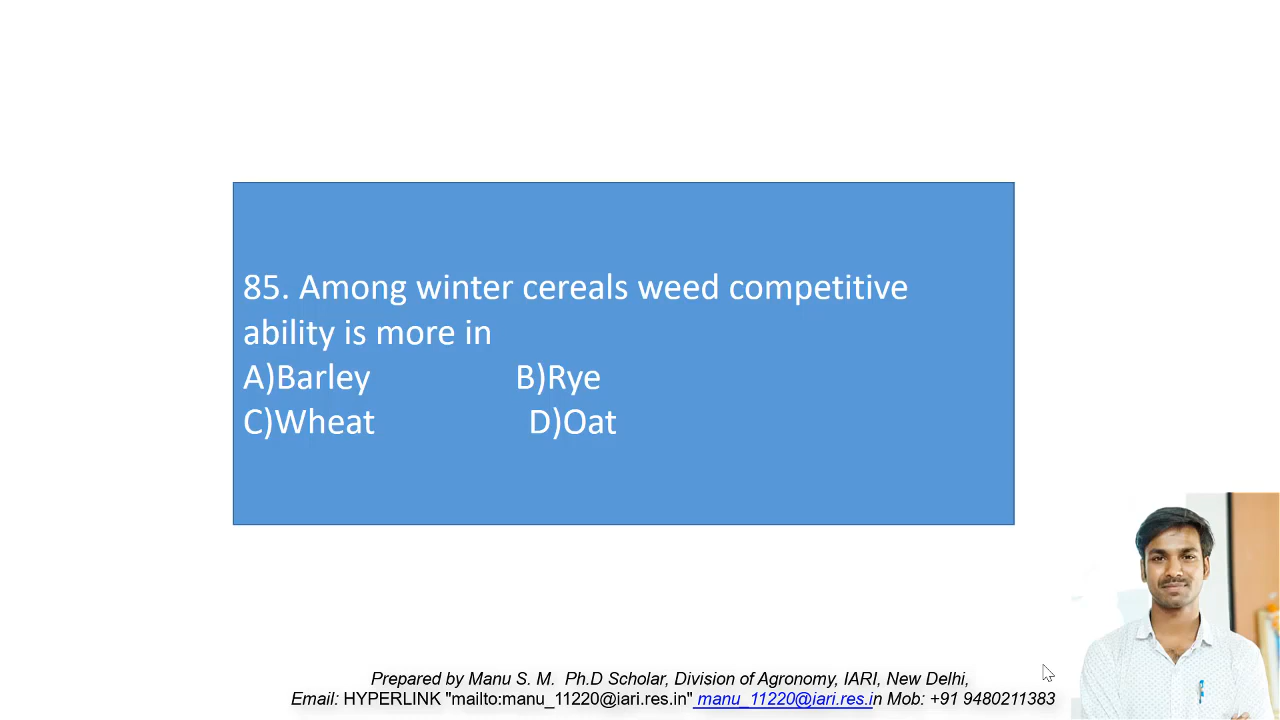 85. Among winter cereals weed competitive
ability is more in
A)Barley B)Rye
C)Wheat D)Oat
Prepared by Manu S. M. Ph.D Scholar, Division of Agronomy, IARI, New Delhi,
Email: HYPERLINK "mailto:manu_11220@iari.res.in" manu_11220@iari.res.in Mob: +91 9480211383